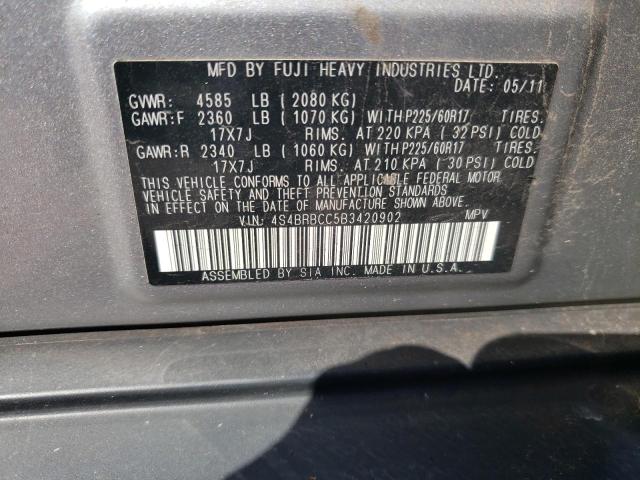 MFD BY FUJI HEAVY INDUSTRIES LTD.
DATE: 05/11
GVWR: 4585 LB (2080 KG)
GAWR:F 2360 LB (1070 KG) WITH P225/60R17 TIRES.
17X7J RIMS. AT 220 KPA (32 PSI) COLD
GAWR:R 2340 LB (1060 KG) WITH P225/60R17 TIRES.
17X7J RIMS. AT 210 KPA (30 PSI) COLD
THIS VEHICLE CONFORMS TO ALL APPLICABLE FEDERAL MOTOR
VEHICLE SAFETY AND THEFT PREVENTION STANDARDS
IN EFFECT ON THE DATE OF MANUFACTURE SHOWN ABOVE.
VIN: 4S4BRBCC5B3420902 MPV
ASSEMBLED BY SIA INC. MADE IN U.S.A.